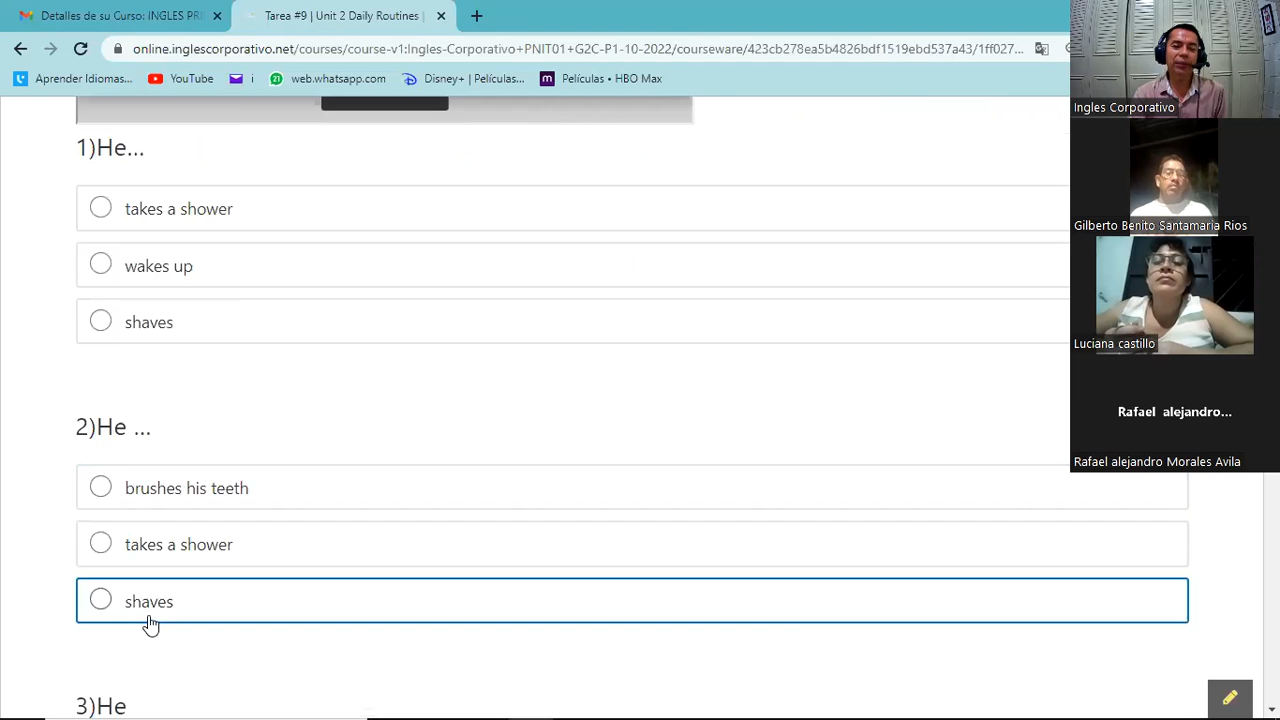 Detalles de su Curso: INGLES PRI
Tarea #9 | Unit 2 Daily Routines |
online.inglescorporativo.net/courses/course-v1:Ingles-Corporativo+PNIT01+G2C-P1-10-2022/courseware/423cb279a5b4826bdf1519e0d537a43/1ff027...
Aprender Idiomas...
YouTube
i
web.whatsapp.com
Disney+ | Películas...
Películas • HBO Max
Ingles Corporativo
1)He...
takes a shower
wakes up
shaves
Gilberto Benito Santamaria Rios
Luciana castillo
2)He ...
brushes his teeth
takes a shower
shaves
Rafael alejandro...
Rafael alejandro Morales Avila
3)He